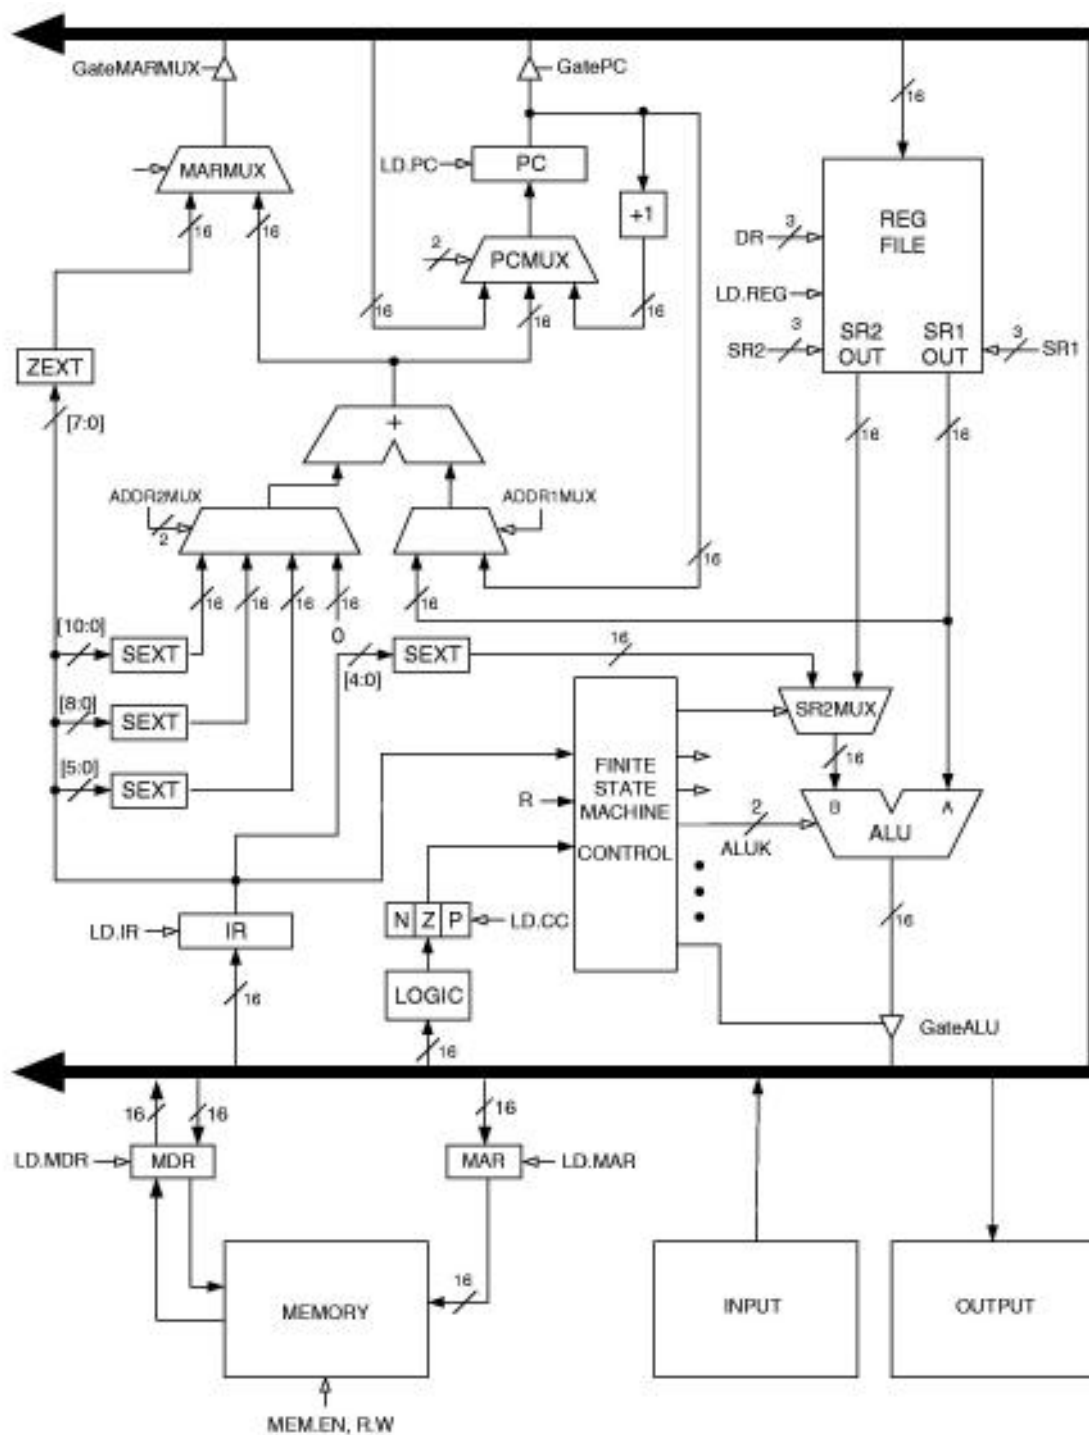 GateMARMUX
GatePC
16
MARMUX
LD.PC
PC
+1
REG
FILE
DR
3
16
16
2
PCMUX
LD.REG
16
16
16
ZEXT
SR2
3
SR2
OUT
SR1
OUT
3
SR1
[7:0]
+
16
16
ADDR2MUX
2
ADDR1MUX
16
16
16
16
16
16
0
[10:0]
SEXT
[4:0]
SEXT
16
[8:0]
SEXT
SR2MUX
16
[5:0]
SEXT
FINITE
STATE
MACHINE
CONTROL
R
2
ALUK
B
A
ALU
LD.IR
IR
N Z P
LD.CC
16
16
LOGIC
16
GateALU
16
16
16
LD.MDR
MDR
MAR
LD.MAR
16
MEMORY
INPUT
OUTPUT
MEM.EN, R.W